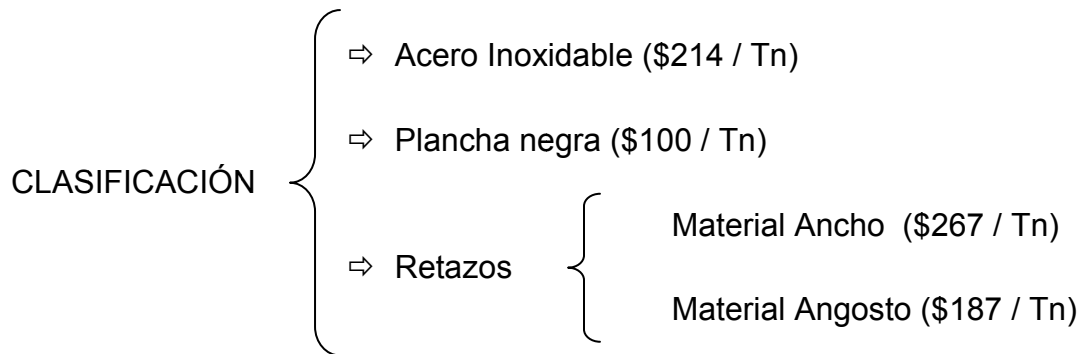 ⇨ Acero Inoxidable ($214 / Tn)
⇨ Plancha negra ($100 / Tn)
CLASIFICACIÓN
Material Ancho ($267 / Tn)
⇨ Retazos
Material Angosto ($187 / Tn)